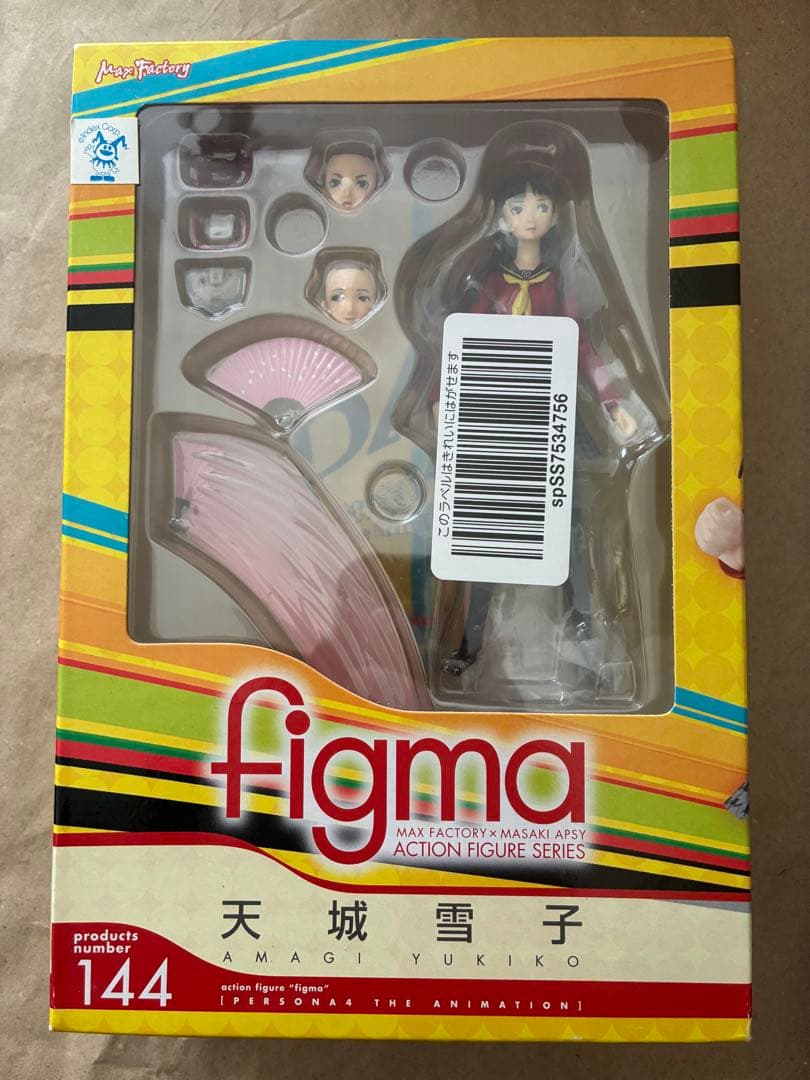 Max Factory
©Index Corp.
このラベルはきれいにはがせます
spSS7534756
figma
MAX FACTORY × MASAKI APSY
ACTION FIGURE SERIES
天城雪子
AMAGI YUKIKO
products
number
144
action figure "figma"
[PERSONA4 THE ANIMATION]